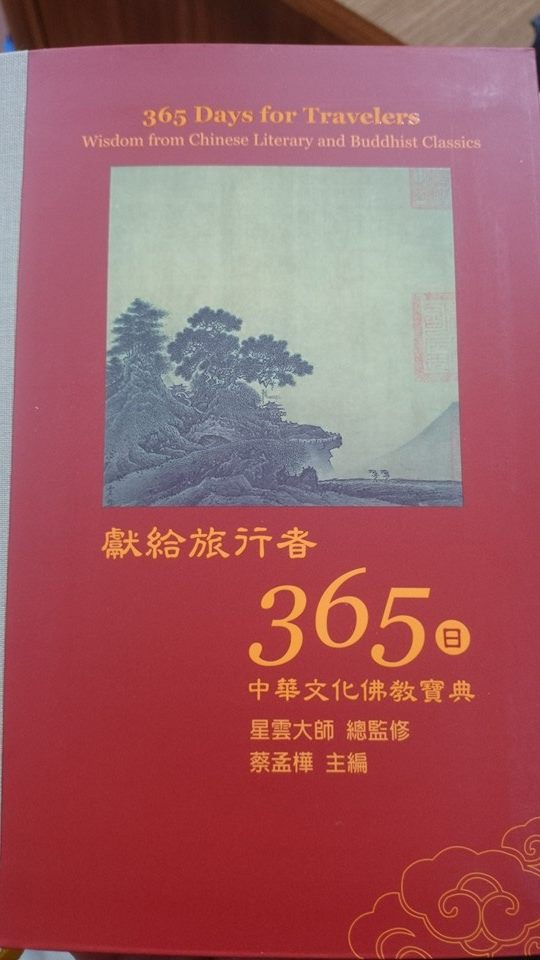 365 Days for Travelers
Wisdom from Chinese Literary and Buddhist Classics
獻給旅行者
365日
中華文化佛教寶典
星雲大師 總監修
蔡孟樺 主編